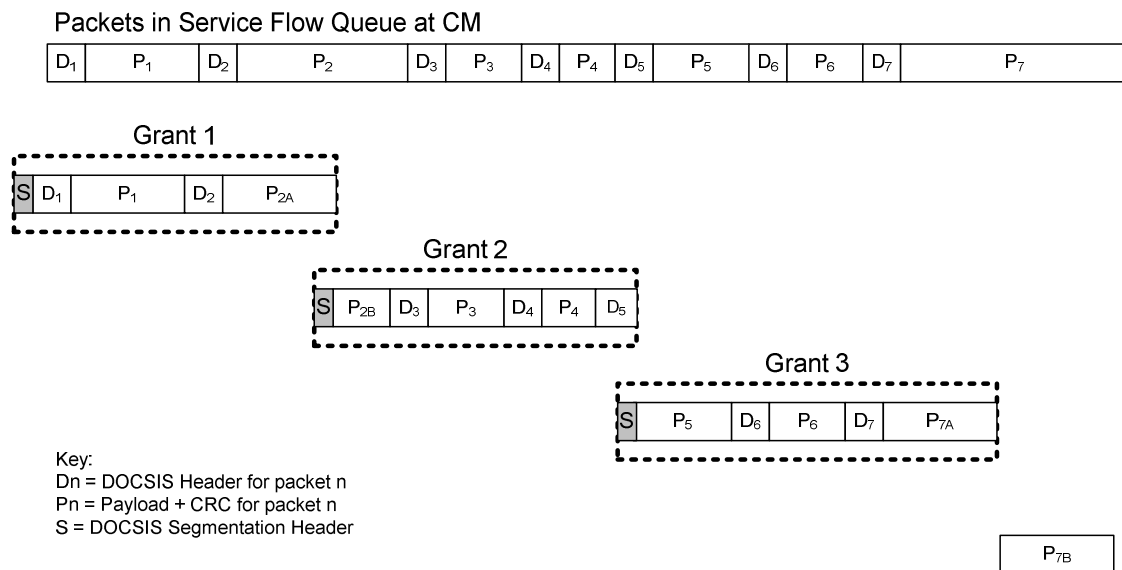 Packets in Service Flow Queue at CM
D1 P1 D2 P2 D3 P3 D4 P4 D5 P5 D6 P6 D7 P7
Grant 1
S D1 P1 D2 P2A
Grant 2
S P2B D3 P3 D4 P4 D5
Grant 3
S P5 D6 P6 D7 P7A
Key:
Dn = DOCSIS Header for packet n
Pn = Payload + CRC for packet n
S = DOCSIS Segmentation Header
P7B